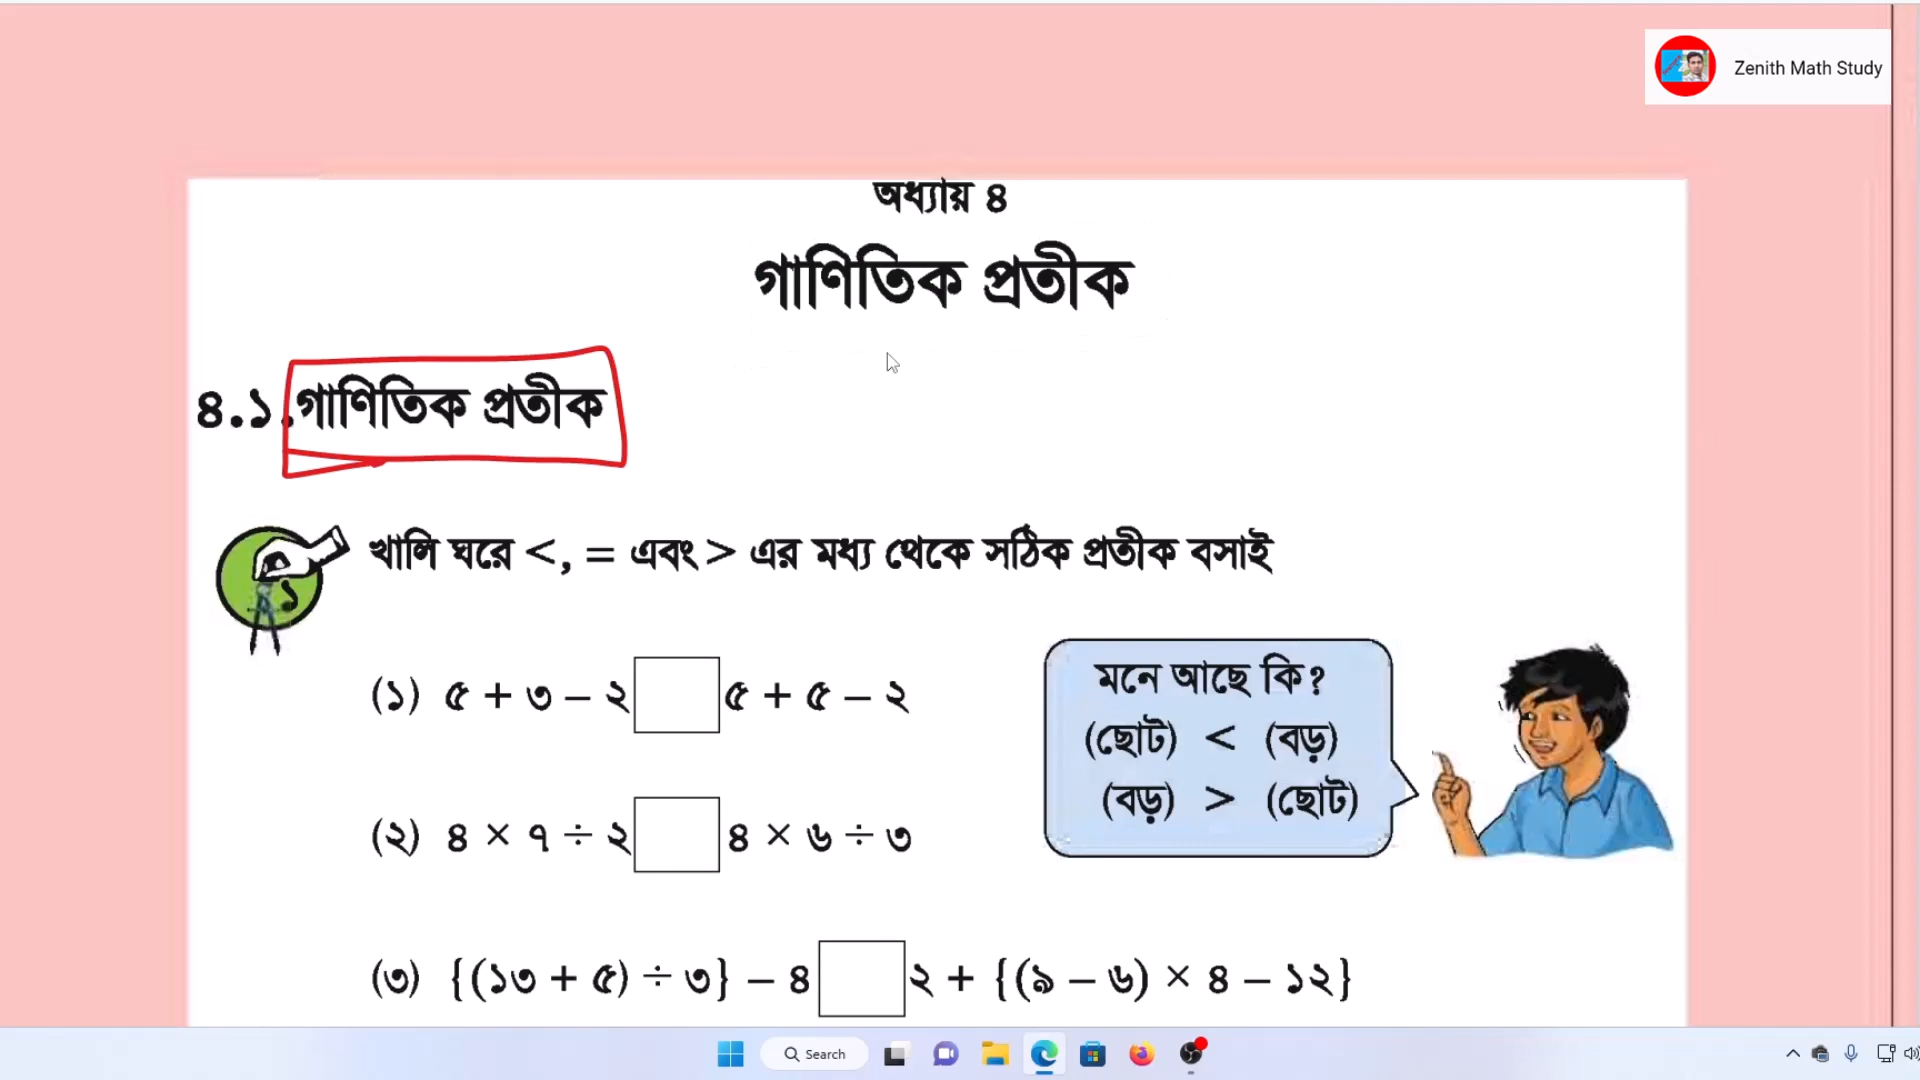 Zenith Math Study
অধ্যায় ৪
গাণিতিক প্রতীক
৪.১.গাণিতিক প্রতীক
১
খালি ঘরে <, = এবং > এর মধ্য থেকে সঠিক প্রতীক বসাই
(১) ৫ + ৩ – ২ ৫ + ৫ – ২
(২) ৪ × ৭ ÷ ২ ৪ × ৬ ÷ ৩
(৩) {(১৩ + ৫) ÷ ৩} – ৪ ২ + {(৯ – ৬) × ৪ – ১২}
মনে আছে কি?
(ছোট) < (বড়)
(বড়) > (ছোট)
Search